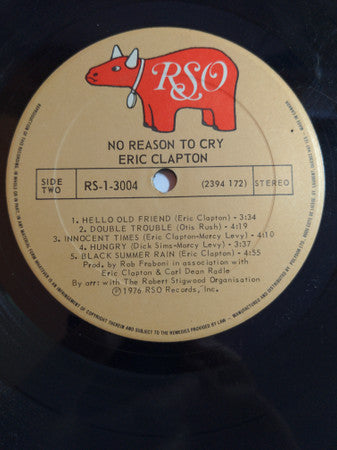 RSO
NO REASON TO CRY
ERIC CLAPTON
SIDE TWO
RS-1-3004
(2394 172)
STEREO
1. HELLO OLD FRIEND (Eric Clapton) - 3:34
2. DOUBLE TROUBLE (Otis Rush) - 4:19
3. INNOCENT TIMES (Eric Clapton-Marcy Levy) - 4:10
4. HUNGRY (Dick Sims-Marcy Levy) - 3:37
5. BLACK SUMMER RAIN (Eric Clapton) - 4:55
Prod. by Rob Fraboni in association with
Eric Clapton & Carl Dean Radle
By arr: with The Robert Stigwood Organisation
Ⓟ1976 RSO Records, Inc.